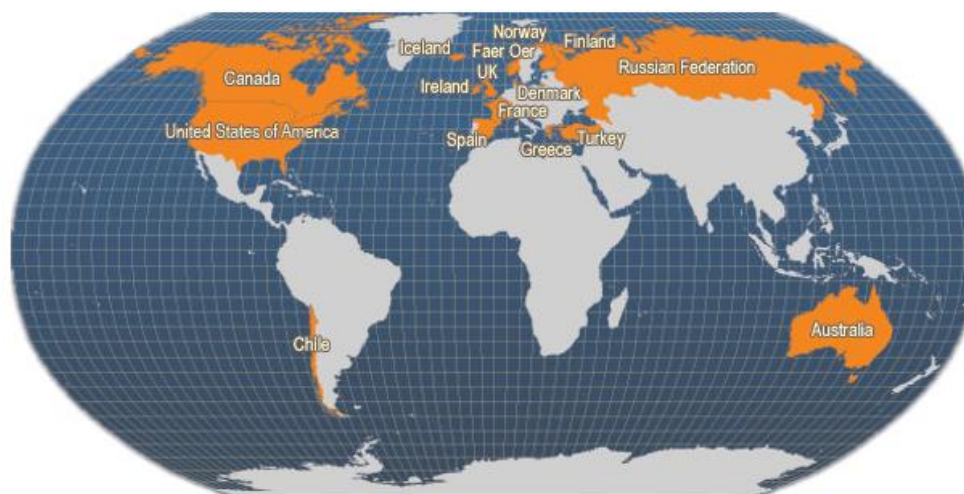 Norway
Iceland
Finland
Faer Oer
Russian Federation
Canada
UK
Ireland
Denmark
France
United States of America
Spain
Turkey
Greece
Australia
Chile